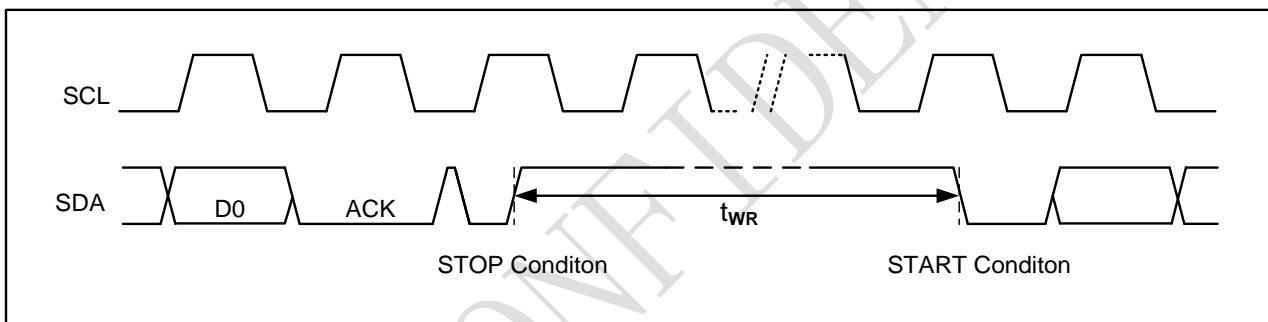 SCL
SDA
D0
ACK
tWR
STOP Conditon
START Conditon